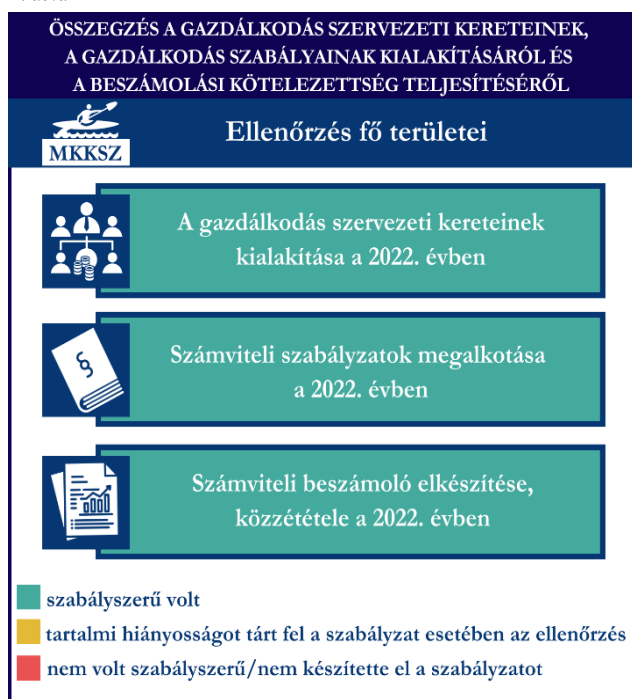 ÖSSZEGZÉS A GAZDÁLKODÁS SZERVEZETI KERETEINEK,
A GAZDÁLKODÁS SZABÁLYAINAK KIALAKÍTÁSÁRÓL ÉS
A BESZÁMOLÁSI KÖTELEZETTSÉG TELJESÍTÉSÉRŐL
MKKSZ
Ellenőrzés fő területei
A gazdálkodás szervezeti kereteinek
kialakítása a 2022. évben
§
Számviteli szabályzatok megalkotása
a 2022. évben
Számviteli beszámoló elkészítése,
közzététele a 2022. évben
szabályszerű volt
tartalmi hiányosságot tárt fel a szabályzat esetében az ellenőrzés
nem volt szabályszerű/nem készítette el a szabályzatot